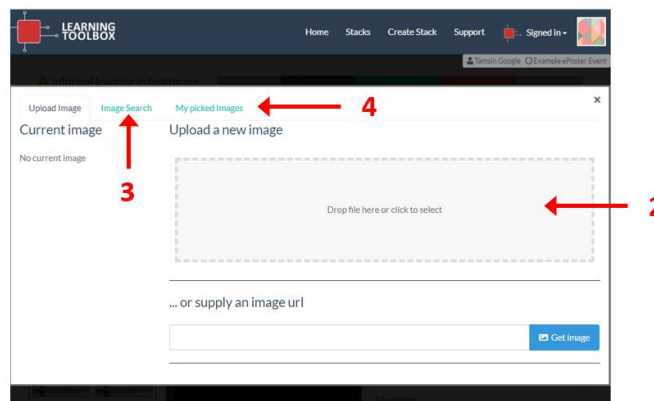 LEARNING
TOOLBOX
Home Stacks Create Stack Support Signed in
Tamsin Google Example ePoster Event
Informal learning in healthcare
Upload Image Image Search My picked Images 4 ×
Current image Upload a new image
No current image
3
Drop file here or click to select
2
... or supply an image url
Get image